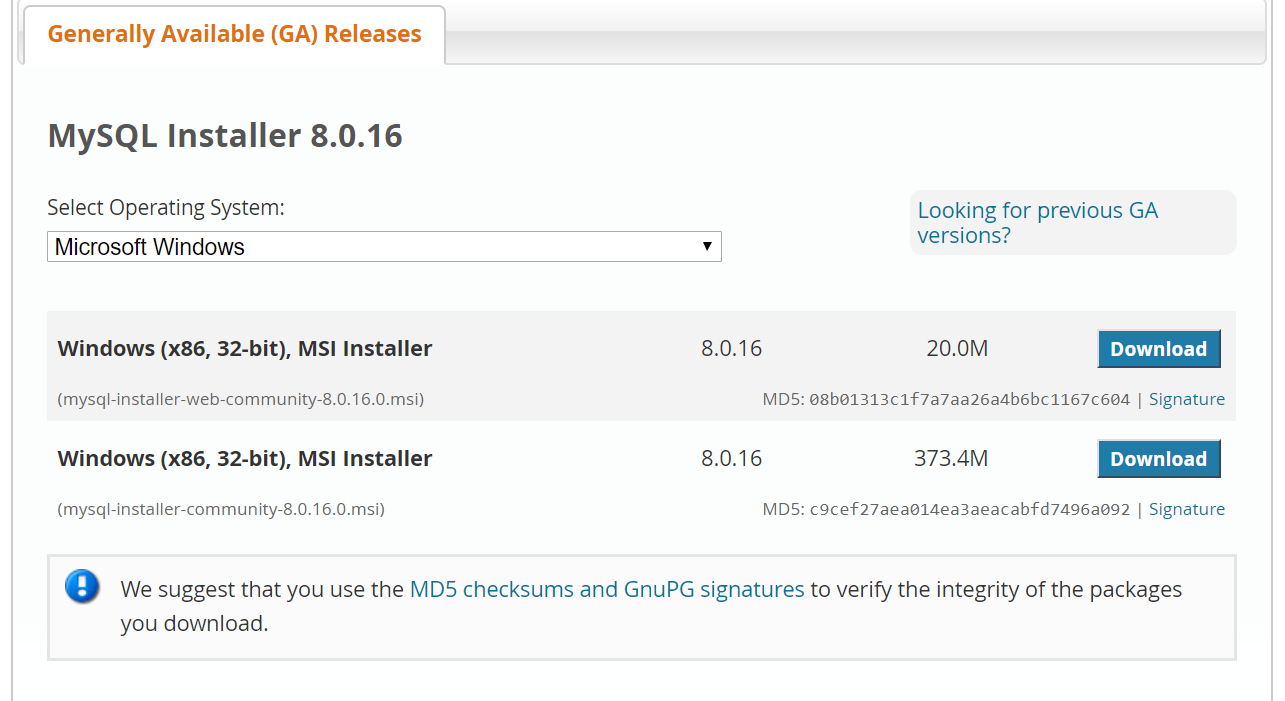 Generally Available (GA) Releases
MySQL Installer 8.0.16
Select Operating System:
Looking for previous GA
versions?
Microsoft Windows
Windows (x86, 32-bit), MSI Installer 8.0.16 20.0M Download
(mysql-installer-web-community-8.0.16.0.msi) MD5: 08b01313c1f7a7aa26a4b6bc1167c604 | Signature
Windows (x86, 32-bit), MSI Installer 8.0.16 373.4M Download
(mysql-installer-community-8.0.16.0.msi) MD5: c9cef27aea014ea3aeacabfd7496a092 | Signature
We suggest that you use the MD5 checksums and GnuPG signatures to verify the integrity of the packages
you download.